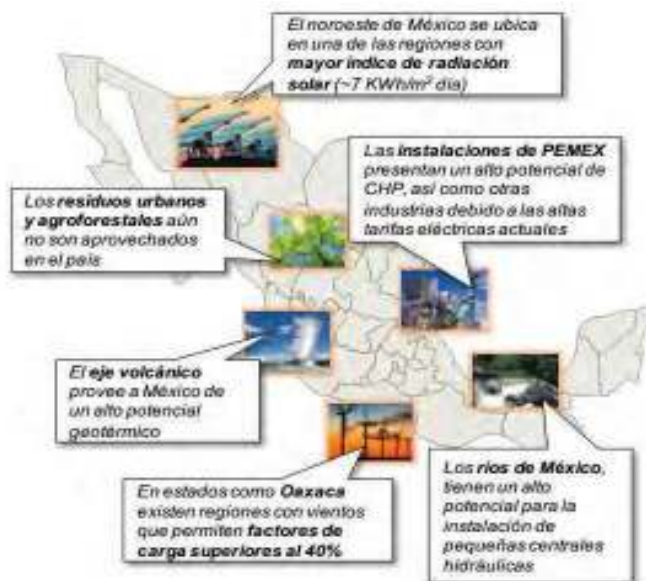 El noroeste de México se ubica
en una de las regiones con
mayor índice de radiación
solar (~7 KWh/m² día)
Las instalaciones de PEMEX
presentan un alto potencial de
CHP, así como otras
industrias debido a las altas
tarifas eléctricas actuales
Los residuos urbanos
y agroforestales aún
no son aprovechados
en el país
El eje volcánico
provee a México de
un alto potencial
geotérmico
En estados como Oaxaca
existen regiones con vientos
que permiten factores de
carga superiores al 40%
Los ríos de México,
tienen un alto
potencial para la
instalación de
pequeñas centrales
hidráulicas